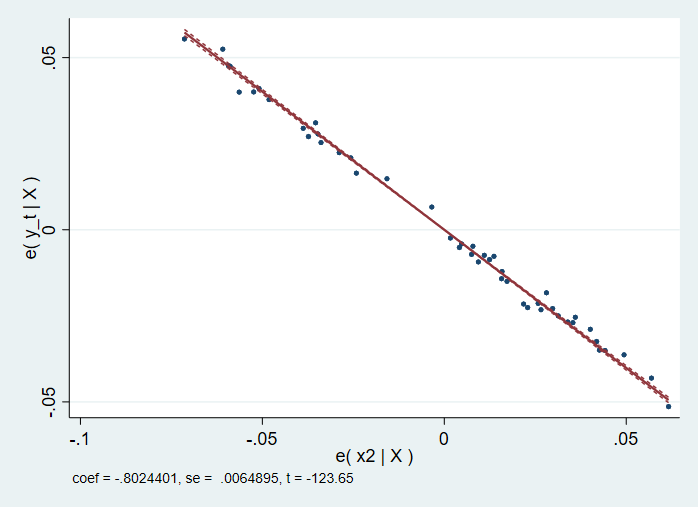 .05
0
-.05
e( y_t | X )
-.1
-.05
0
.05
e( x2 | X )
coef = -.8024401, se = .0064895, t = -123.65